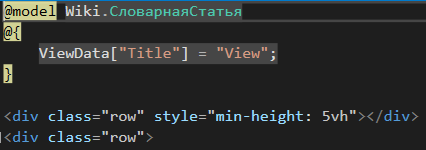 @model Wiki.СловарнаяСтатья
@{
ViewData["Title"] = "View";
}
<div class="row" style="min-height: 5vh"></div>
<div class="row">